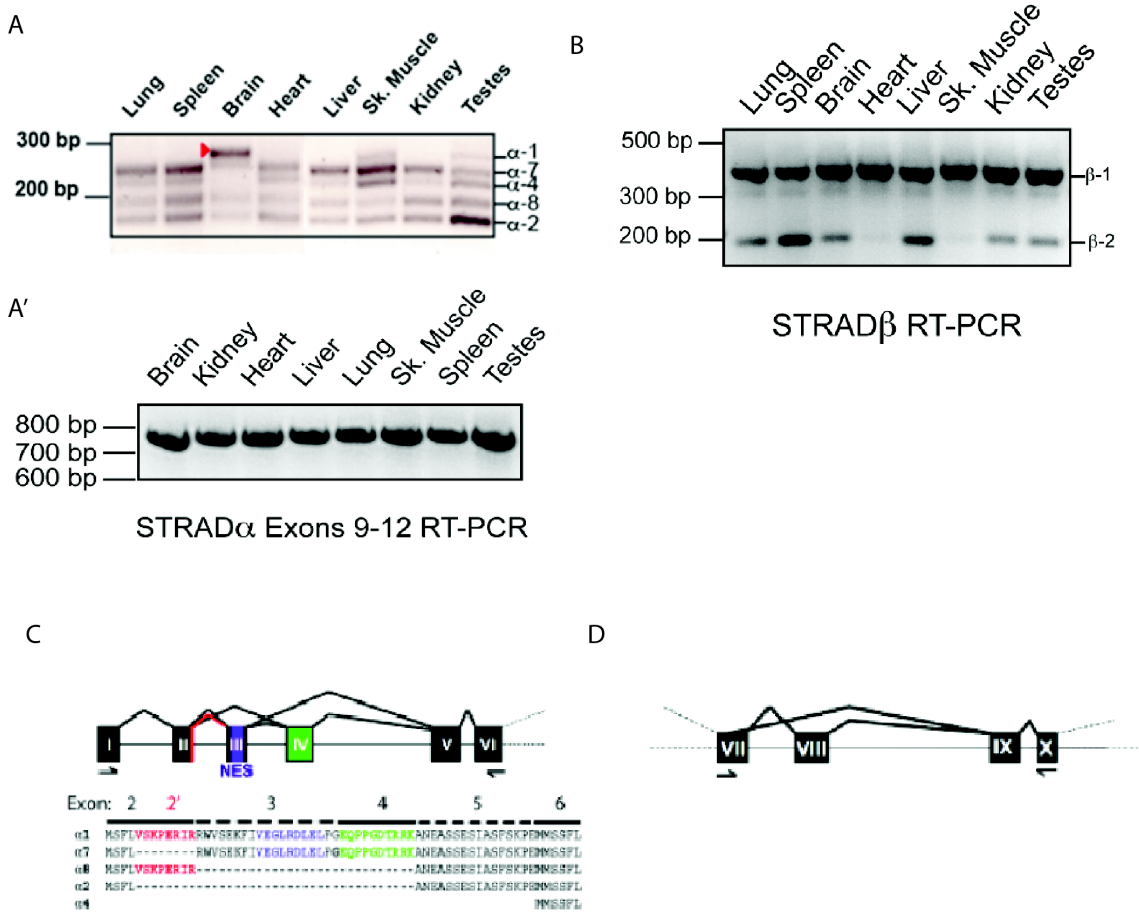 A
Lung Spleen Brain Heart Liver Sk. Muscle Kidney Testes
300 bp
200 bp
α-1
α-7
α-4
α-8
α-2
B
Lung Spleen Brain Heart Liver Sk. Muscle Kidney Testes
500 bp
300 bp
200 bp
β-1
β-2
STRADβ RT-PCR
A'
Brain Kidney Heart Liver Lung Sk. Muscle Spleen Testes
800 bp
700 bp
600 bp
STRADα Exons 9-12 RT-PCR
C
I II III IV V VI
NES
Exon: 2 2' 3 4 5 6
α1 MSFLVSKPERIRRWVSEKFIVEGLRDLELFGEQPPGDTRRKANEASSESIASFSKPEMMSSFL
α7 MSFL--------RWVSEKFIVEGLRDLELFGEQPPGDTRRKANEASSESIASFSKPEMMSSFL
α8 MSFLVSKPERIR-----------------------------ANEASSESIASFSKPEMMSSFL
α2 MSFL-------------------------------------ANEASSESIASFSKPEMMSSFL
α4 MMSSFL
D
VII VIII IX X